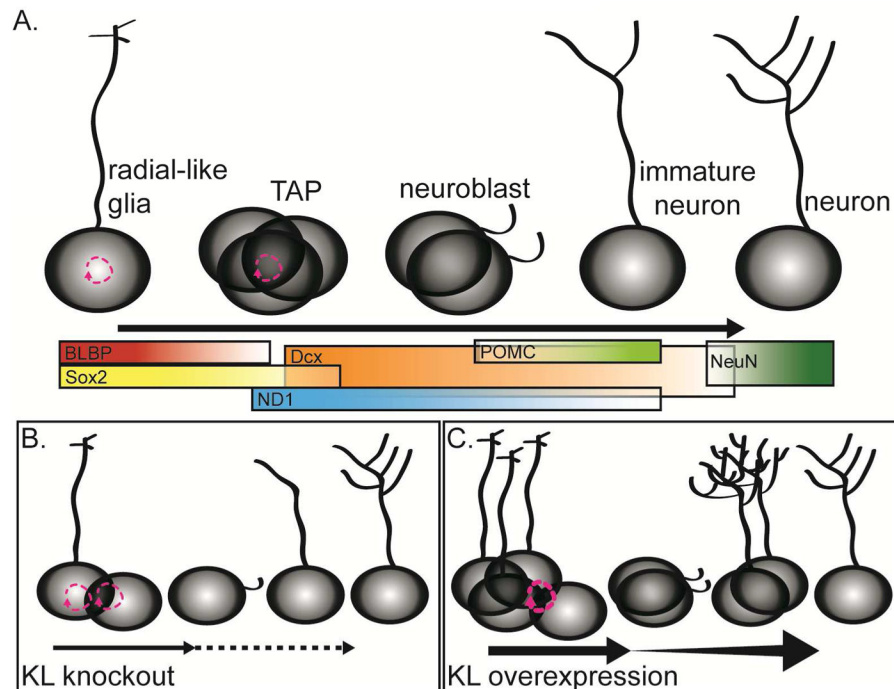 A.
radial-like
glia
TAP
neuroblast
immature
neuron
neuron
BLBP
Dcx
POMC
NeuN
Sox2
ND1
B.
KL knockout
C.
KL overexpression